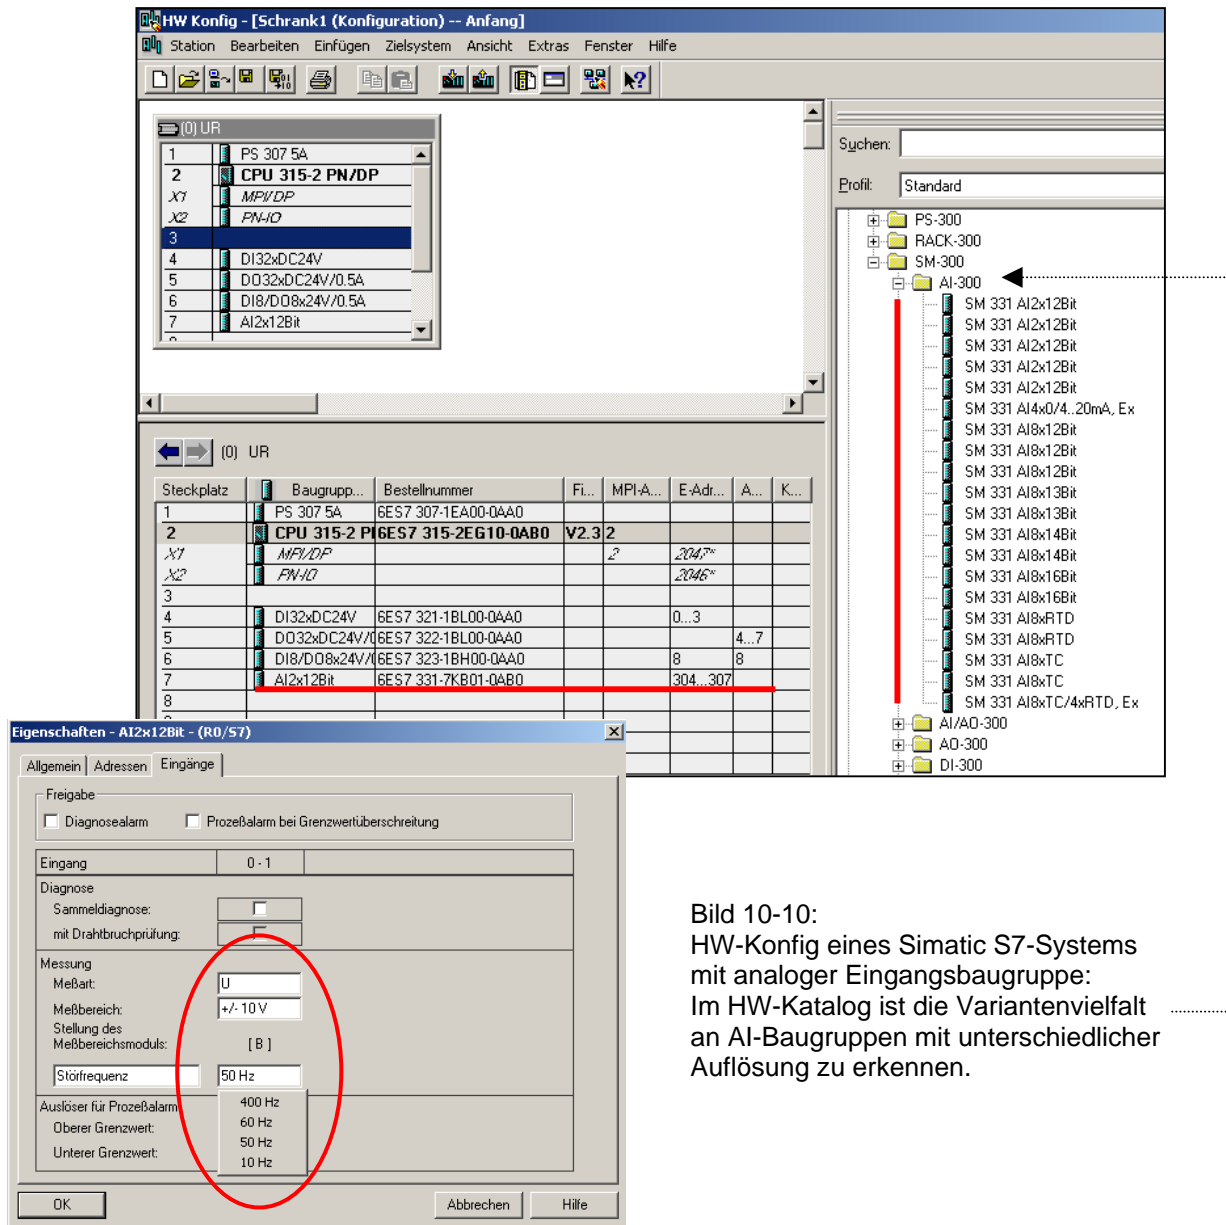 HW Konfig - [Schrank1 (Konfiguration) -- Anfang]
Station Bearbeiten Einfügen Zielsystem Ansicht Extras Fenster Hilfe
(0) UR
1 PS 307 5A
2 CPU 315-2 PN/DP
X1 MPI/DP
X2 PN-IO
3
4 DI32xDC24V
5 DO32xDC24V/0.5A
6 DI8/DO8x24V/0.5A
7 AI2x12Bit
Suchen:
Profil: Standard
PS-300
RACK-300
SM-300
AI-300
SM 331 AI2x12Bit
SM 331 AI2x12Bit
SM 331 AI2x12Bit
SM 331 AI2x12Bit
SM 331 AI2x12Bit
SM 331 AI4x0/4..20mA, Ex
SM 331 AI8x12Bit
SM 331 AI8x12Bit
SM 331 AI8x12Bit
SM 331 AI8x13Bit
SM 331 AI8x13Bit
SM 331 AI8x14Bit
SM 331 AI8x14Bit
SM 331 AI8x16Bit
SM 331 AI8x16Bit
SM 331 AI8xRTD
SM 331 AI8xRTD
SM 331 AI8xTC
SM 331 AI8xTC
SM 331 AI8xTC/4xRTD, Ex
AI/AO-300
AO-300
DI-300
(0) UR
Steckplatz Baugrupp... Bestellnummer Fi... MPI-A... E-Adr... A... K...
1 PS 307 5A 6ES7 307-1EA00-0AA0
2 CPU 315-2 P 6ES7 315-2EG10-0AB0 V2.3 2
X1 MPI/DP 2 2047*
X2 PN-IO 2046*
3
4 DI32xDC24V 6ES7 321-1BL00-0AA0 0...3
5 DO32xDC24V/ 6ES7 322-1BL00-0AA0 4...7
6 DI8/DO8x24V/ 6ES7 323-1BH00-0AA0 8 8
7 AI2x12Bit 6ES7 331-7KB01-0AB0 304...307
8
Eigenschaften - AI2x12Bit - (R0/S7)
Allgemein Adressen Eingänge
Freigabe
Diagnosealarm Prozeßalarm bei Grenzwertüberschreitung
Eingang 0 - 1
Diagnose
Sammeldiagnose:
mit Drahtbruchprüfung:
Messung
Meßart: U
Meßbereich: +/- 10 V
Stellung des
Meßbereichsmoduls: [ B ]
Störfrequenz 50 Hz
400 Hz
60 Hz
50 Hz
10 Hz
Auslöser für Prozeßalarm
Oberer Grenzwert:
Unterer Grenzwert:
OK Abbrechen Hilfe
Bild 10-10:
HW-Konfig eines Simatic S7-Systems
mit analoger Eingangsbaugruppe:
Im HW-Katalog ist die Variantenvielfalt
an AI-Baugruppen mit unterschiedlicher
Auflösung zu erkennen.